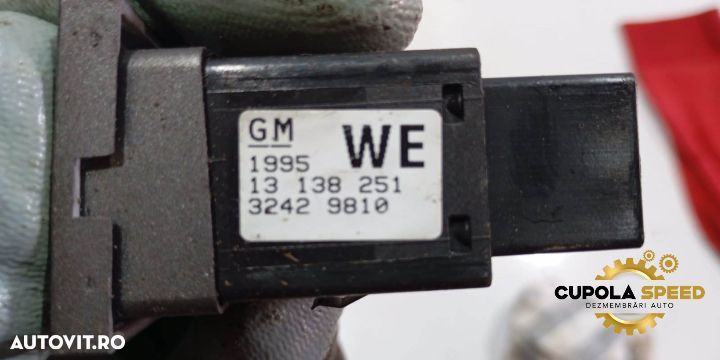 GM
WE
1995
13 138 251
3242 9810
CUPOLA SPEED
DEZMEMBRĂRI AUTO
AUTOVIT.RO